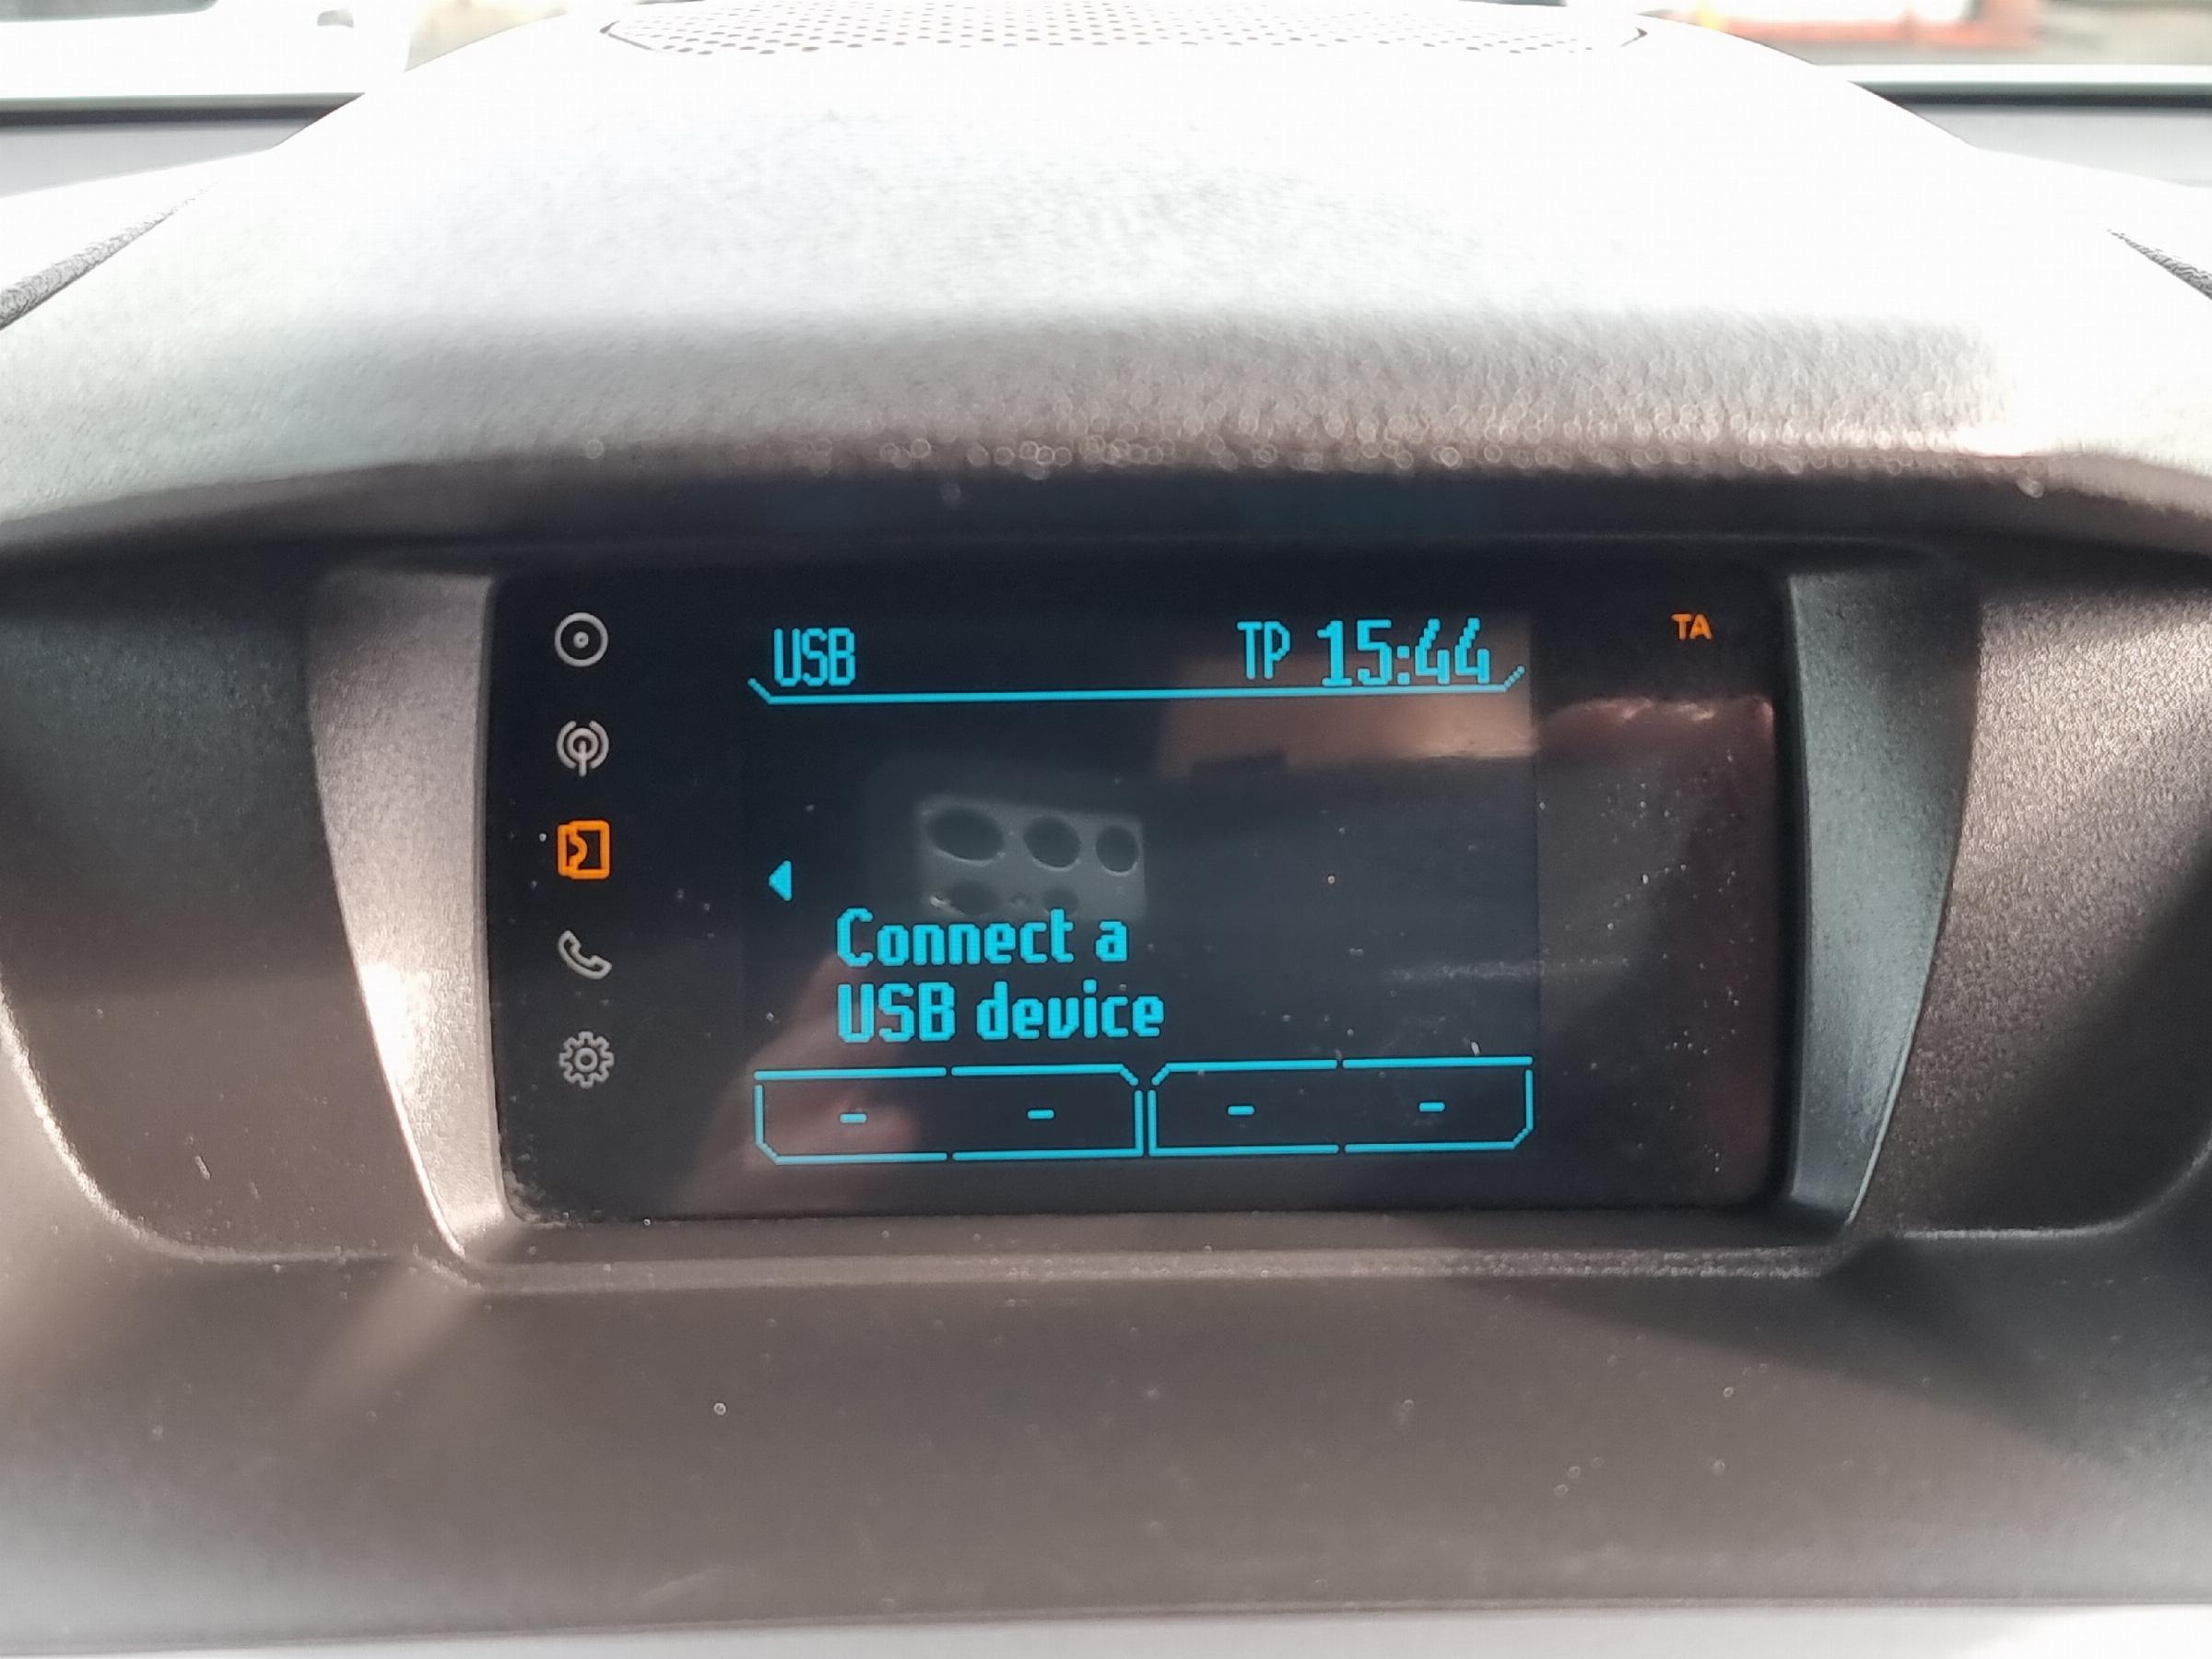 USB TP 15:44 TA
Connect a
USB device
- - - -